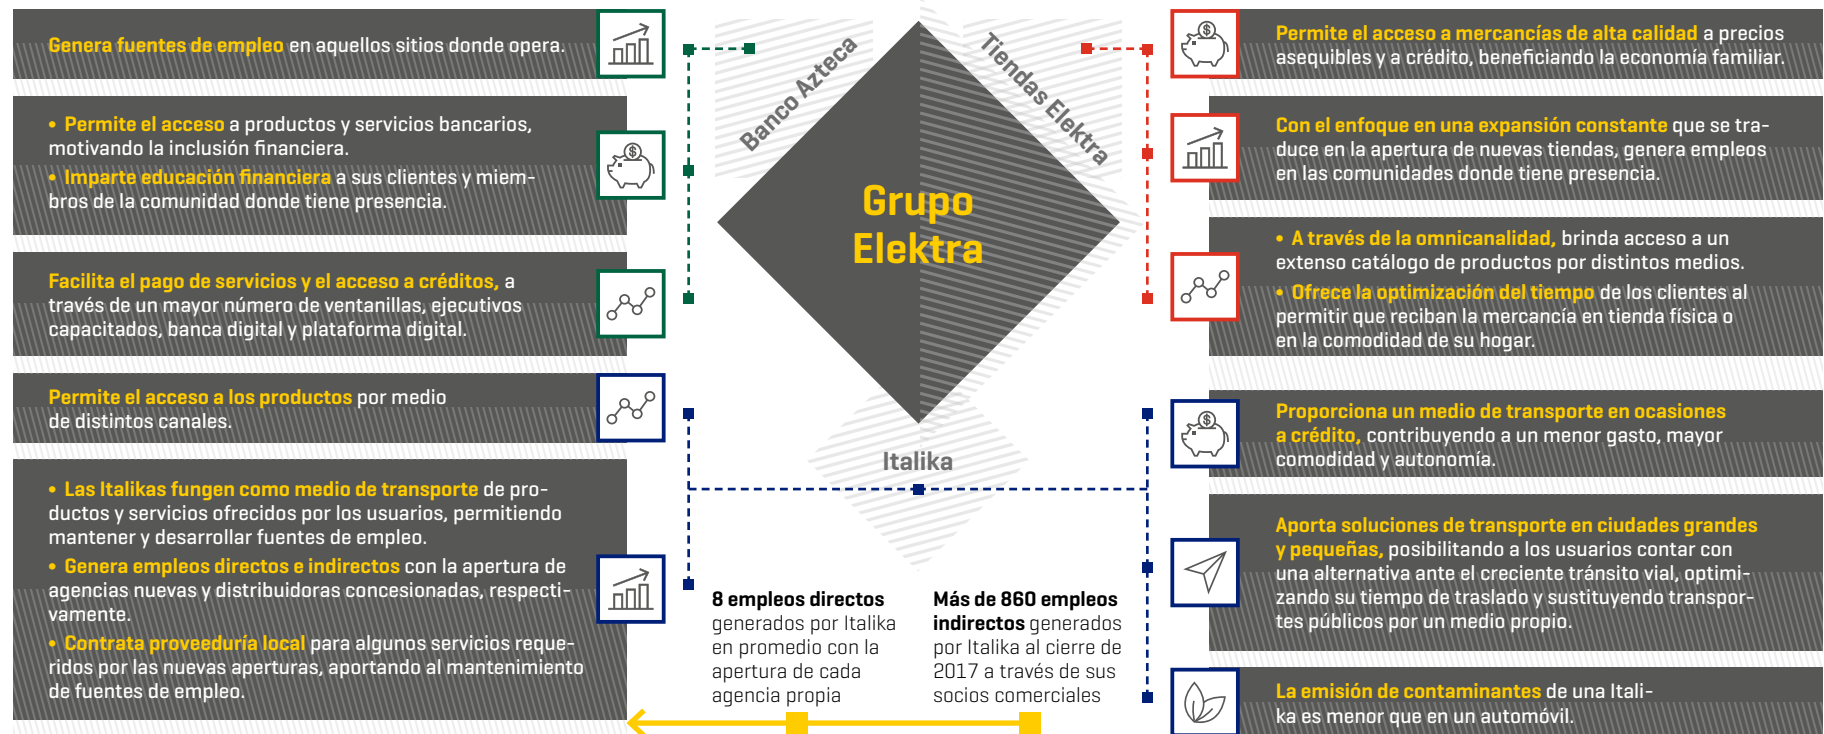 Genera fuentes de empleo en aquellos sitios donde opera.
• Permite el acceso a productos y servicios bancarios,
motivando la inclusión financiera.
• Imparte educación financiera a sus clientes y miem-
bros de la comunidad donde tiene presencia.
Facilita el pago de servicios y el acceso a créditos, a
través de un mayor número de ventanillas, ejecutivos
capacitados, banca digital y plataforma digital.
Permite el acceso a los productos por medio
de distintos canales.
• Las Italikas fungen como medio de transporte de pro-
ductos y servicios ofrecidos por los usuarios, permitiendo
mantener y desarrollar fuentes de empleo.
• Genera empleos directos e indirectos con la apertura de
agencias nuevas y distribuidoras concesionadas, respecti-
vamente.
• Contrata proveeduría local para algunos servicios reque-
ridos por las nuevas aperturas, aportando al mantenimiento
de fuentes de empleo.
Banco Azteca
Tiendas Elektra
Grupo
Elektra
Italika
8 empleos directos
generados por Italika
en promedio con la
apertura de cada
agencia propia
Más de 860 empleos
indirectos generados
por Italika al cierre de
2017 a través de sus
socios comerciales
Permite el acceso a mercancías de alta calidad a precios
asequibles y a crédito, beneficiando la economía familiar.
Con el enfoque en una expansión constante que se tra-
duce en la apertura de nuevas tiendas, genera empleos
en las comunidades donde tiene presencia.
• A través de la omnicanalidad, brinda acceso a un
extenso catálogo de productos por distintos medios.
• Ofrece la optimización del tiempo de los clientes al
permitir que reciban la mercancía en tienda física o
en la comodidad de su hogar.
Proporciona un medio de transporte en ocasiones
a crédito, contribuyendo a un menor gasto, mayor
comodidad y autonomía.
Aporta soluciones de transporte en ciudades grandes
y pequeñas, posibilitando a los usuarios contar con
una alternativa ante el creciente tránsito vial, optimi-
zando su tiempo de traslado y sustituyendo transpor-
tes públicos por un medio propio.
La emisión de contaminantes de una Itali-
ka es menor que en un automóvil.